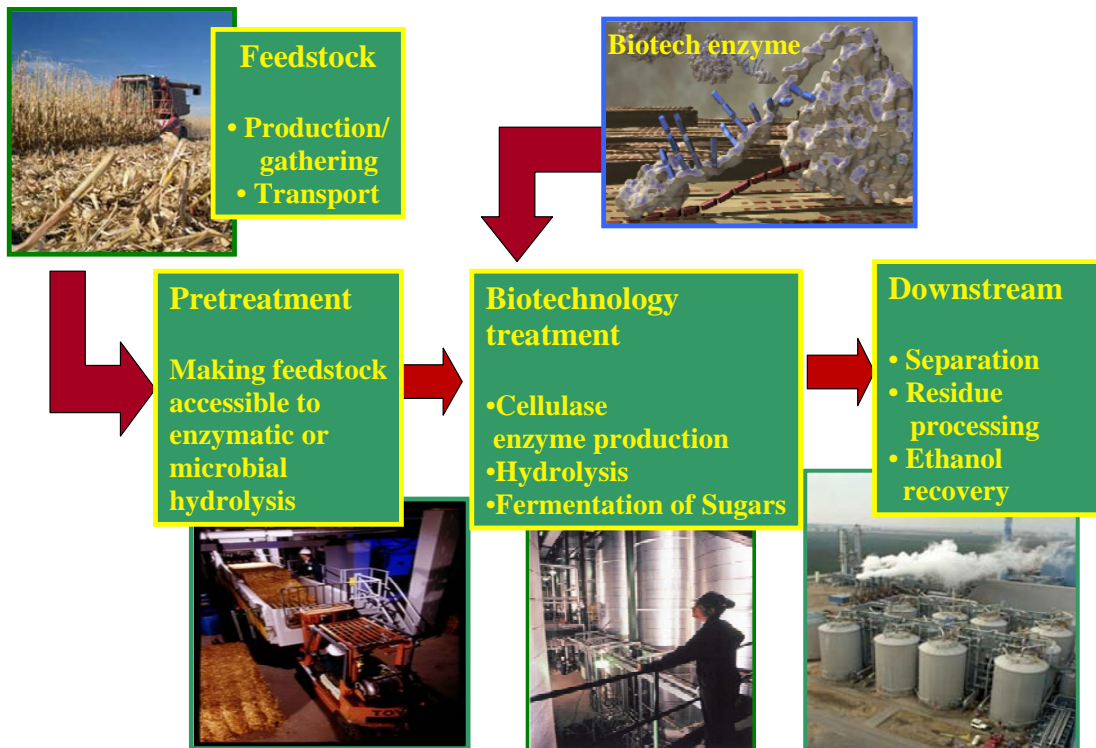 Feedstock
• Production/
gathering
• Transport
Biotech enzyme
Pretreatment
Making feedstock
accessible to
enzymatic or
microbial
hydrolysis
Biotechnology
treatment
•Cellulase
enzyme production
•Hydrolysis
•Fermentation of Sugars
Downstream
• Separation
• Residue
processing
• Ethanol
recovery